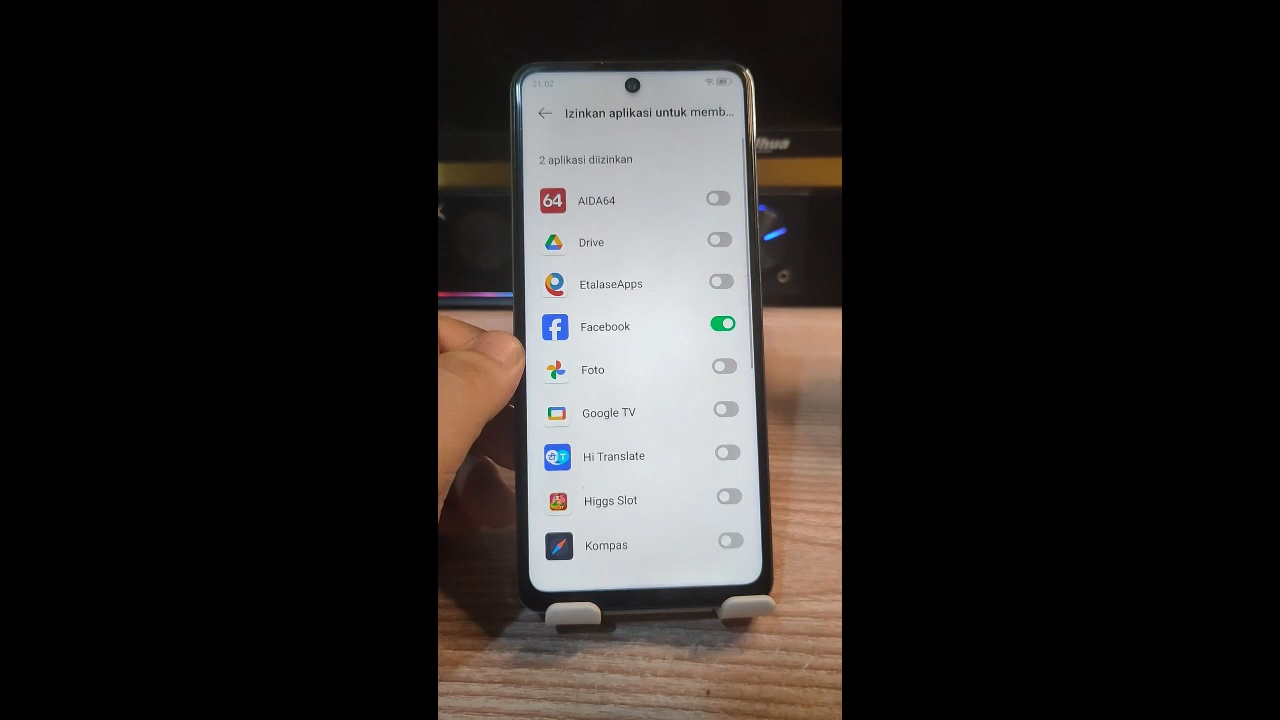 21.02
Izinkan aplikasi untuk memb...
2 aplikasi diizinkan
64 AIDA64
Drive
EtalaseApps
Facebook
Foto
Google TV
Hi Translate
Higgs Slot
Kompas